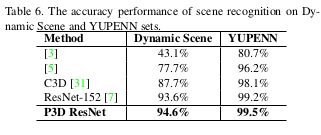 Table 6. The accuracy performance of scene recognition on Dy-
namic Scene and YUPENN sets.
Method Dynamic Scene YUPENN
[3] 43.1% 80.7%
[5] 77.7% 96.2%
C3D [31] 87.7% 98.1%
ResNet-152 [7] 93.6% 99.2%
P3D ResNet 94.6% 99.5%